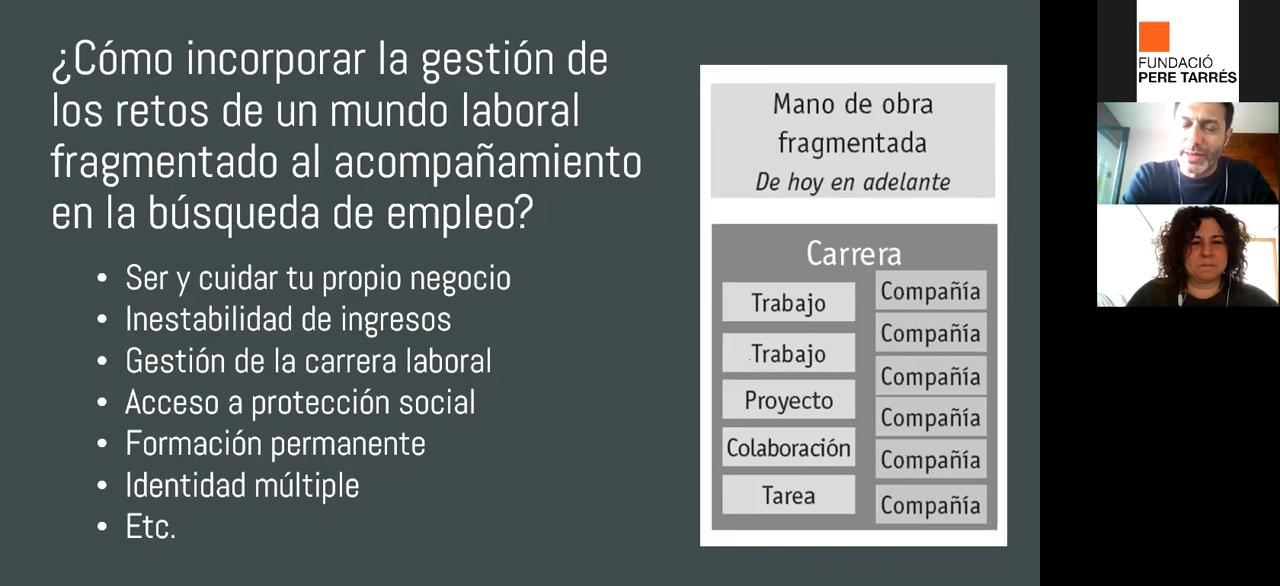 ¿Cómo incorporar la gestión de
los retos de un mundo laboral
fragmentado al acompañamiento
en la búsqueda de empleo?
• Ser y cuidar tu propio negocio
• Inestabilidad de ingresos
• Gestión de la carrera laboral
• Acceso a protección social
• Formación permanente
• Identidad múltiple
• Etc.
Mano de obra
fragmentada
De hoy en adelante
Carrera
Trabajo
Trabajo
Proyecto
Colaboración
Tarea
Compañía
Compañía
Compañía
Compañía
Compañía
Compañía
FUNDACIÓ
PERE TARRÉS